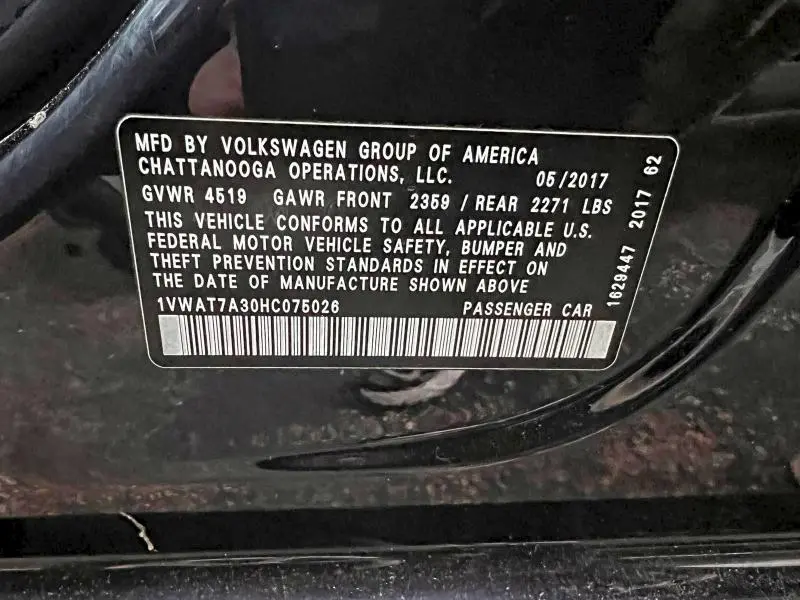 MFD BY VOLKSWAGEN GROUP OF AMERICA
CHATTANOOGA OPERATIONS, LLC. 05/2017
GVWR 4519 GAWR FRONT 2359 / REAR 2271 LBS
THIS VEHICLE CONFORMS TO ALL APPLICABLE U.S.
FEDERAL MOTOR VEHICLE SAFETY, BUMPER AND
THEFT PREVENTION STANDARDS IN EFFECT ON
THE DATE OF MANUFACTURE SHOWN ABOVE
1VWAT7A30HC075026 PASSENGER CAR
1629447 2017 62